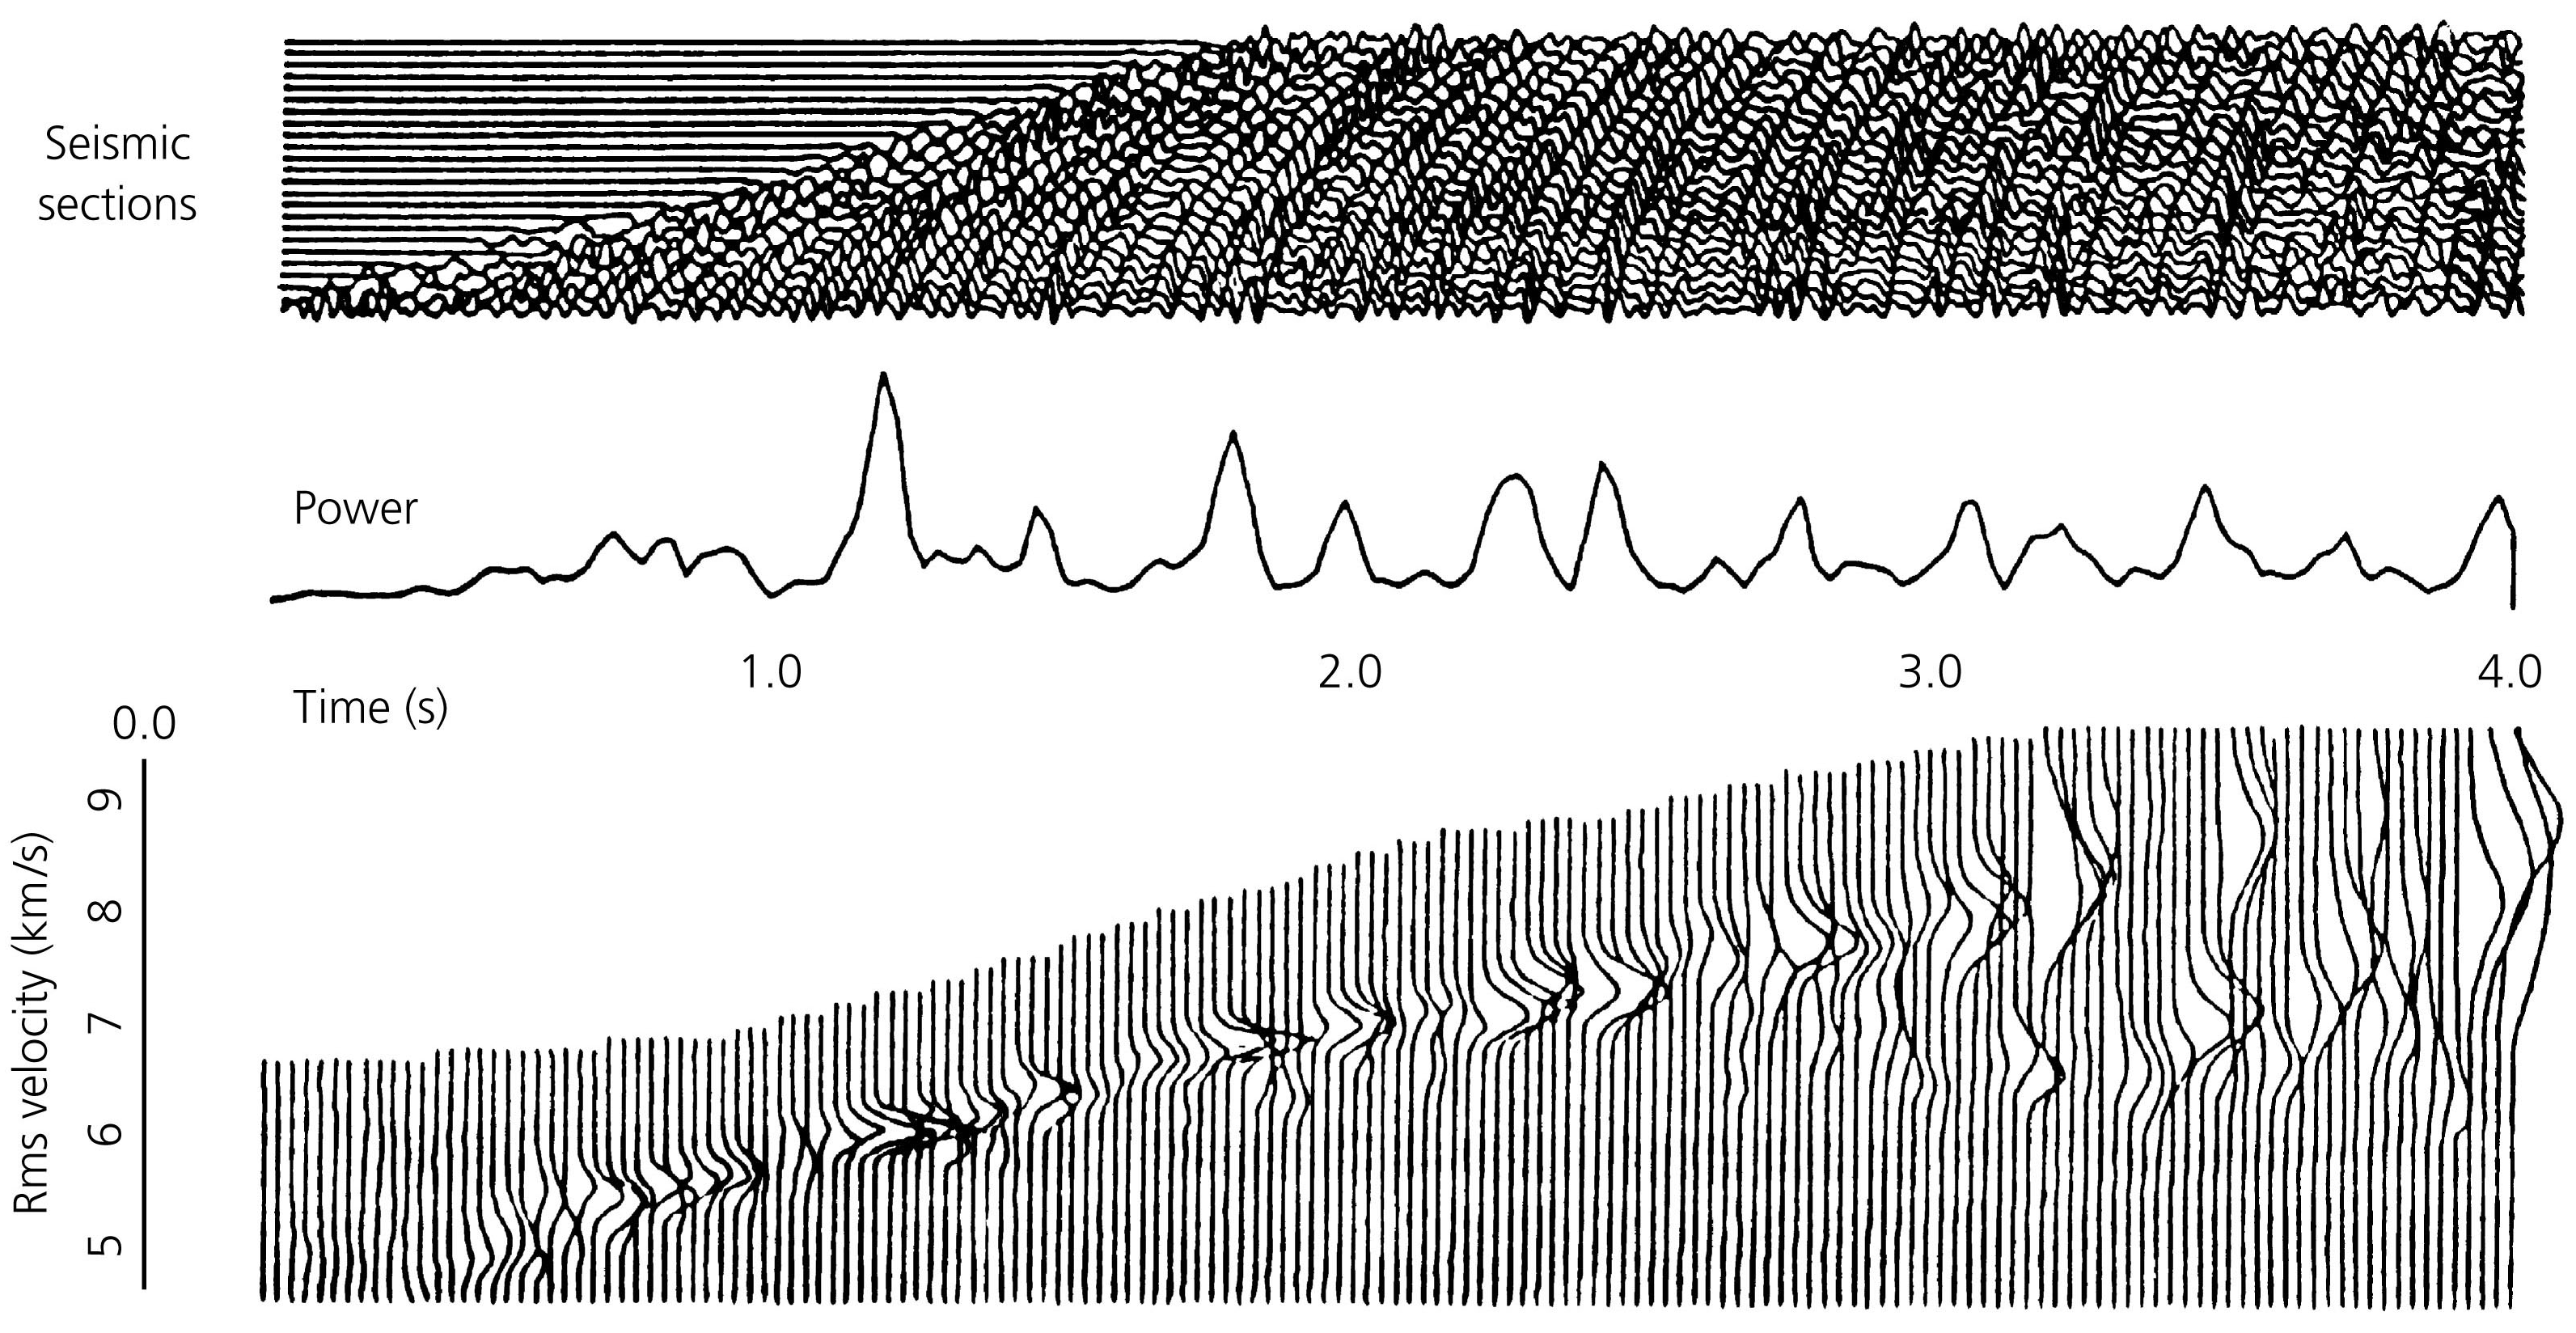 Seismic
sections
Power
1.0 2.0 3.0 4.0
Time (s)
0.0
Rms velocity (km/s)
9
8
7
6
5